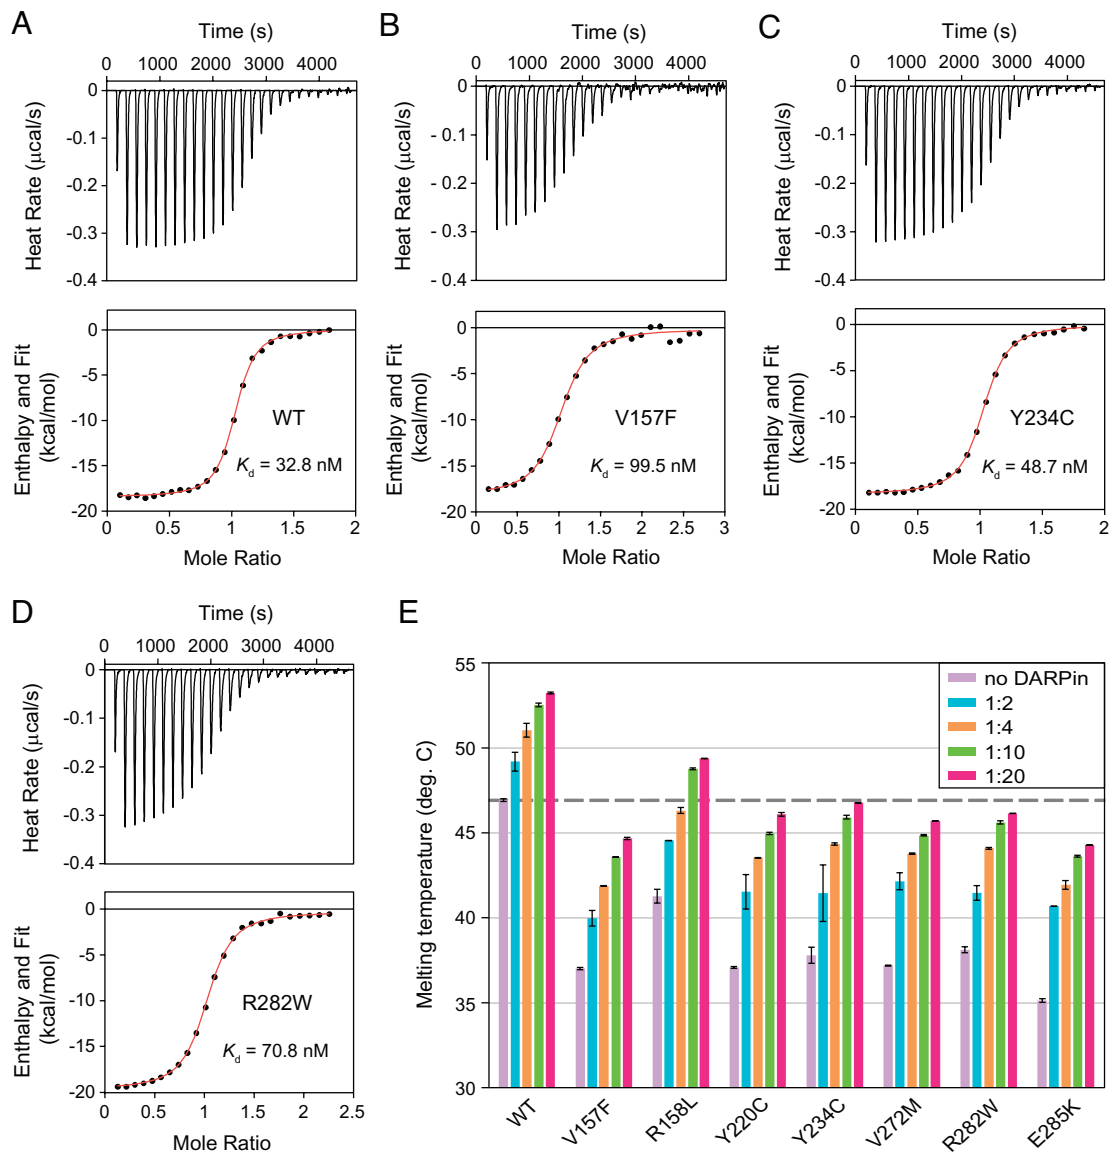 A
Time (s)
0 1000 2000 3000 4000
Heat Rate (µcal/s)
0
-0.1
-0.2
-0.3
-0.4
Enthalpy and Fit
(kcal/mol)
0
-5
-10
-15
-20
WT
Kd = 32.8 nM
0 0.5 1 1.5 2
Mole Ratio
B
Time (s)
0 1000 2000 3000 4000
Heat Rate (µcal/s)
0
- 0.1
- 0.2
- 0.3
- 0.4
Enthalpy and Fit
(kcal/mol)
0
-5
-10
-15
-20
V157F
Kd = 99.5 nM
0 0.5 1 1.5 2 2.5 3
Mole Ratio
C
Time (s)
0 1000 2000 3000 4000
Heat Rate (µcal/s)
0
-0.1
-0.2
-0.3
-0.4
Enthalpy and Fit
(kcal/mol)
0
-5
-10
-15
-20
Y234C
Kd = 48.7 nM
0 0.5 1 1.5 2
Mole Ratio
D
Time (s)
0 1000 2000 3000 4000
Heat Rate (µcal/s)
0
-0.1
-0.2
-0.3
-0.4
Enthalpy and Fit
(kcal/mol)
0
-5
-10
-15
-20
R282W
Kd = 70.8 nM
0 0.5 1 1.5 2 2.5
Mole Ratio
E
Melting temperature (deg. C)
55
50
45
40
35
30
no DARPin
1:2
1:4
1:10
1:20
WT V157F R158L Y220C Y234C V272M R282W E285K